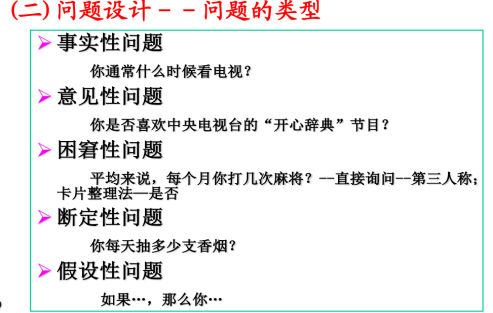 (二)问题设计－－问题的类型
事实性问题
你通常什么时候看电视？
意见性问题
你是否喜欢中央电视台的“开心辞典”节目？
困窘性问题
平均来说，每个月你打几次麻将？—直接询问—第三人称；
卡片整理法—是否
断定性问题
你每天抽多少支香烟？
假设性问题
如果…，那么你…